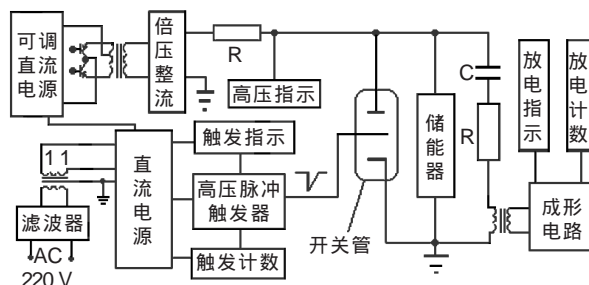 可调
直流
电源
倍
压
整
流
R
高压指示
C
R
储
能
器
放
电
指
示
放
电
计
数
触发指示
直
流
电
源
高压脉冲
触发器
触发计数
开关管
成形
电路
11
滤波器
AC
220 V